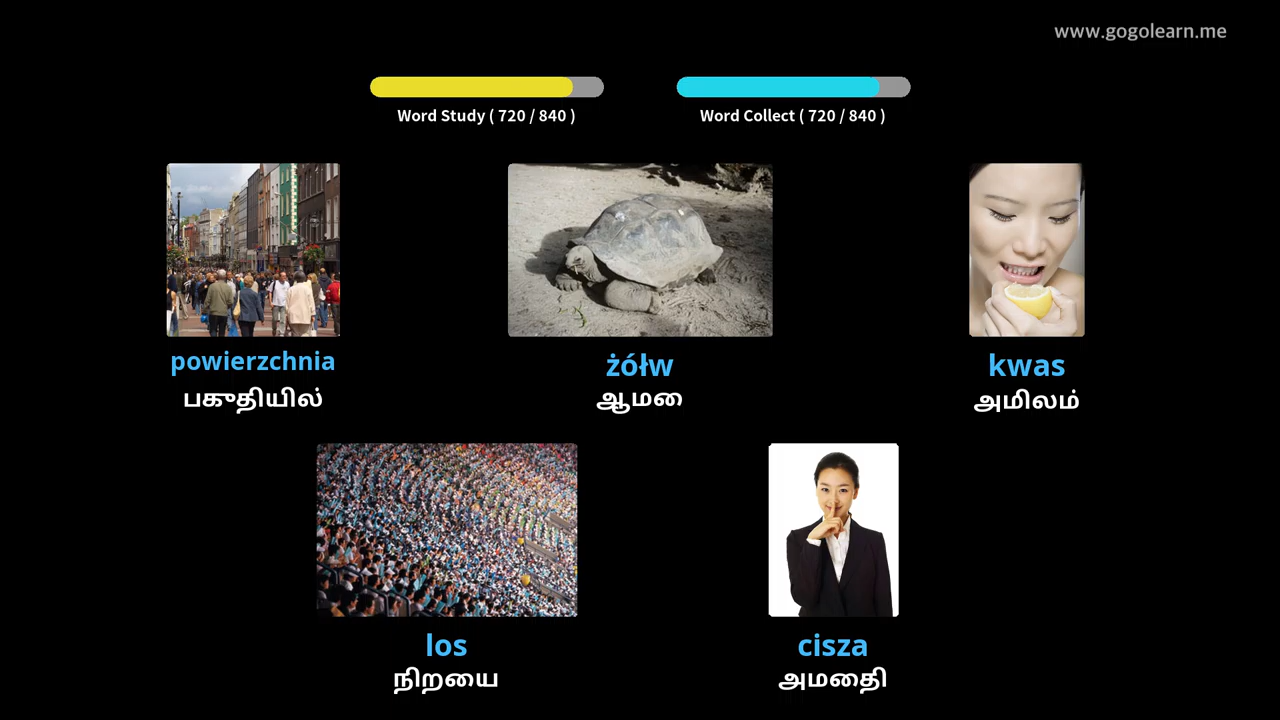 www.gogolearn.me
Word Study ( 720 / 840 )
Word Collect ( 720 / 840 )
powierzchnia
பகுதியில்
żółw
ஆமை
kwas
அமிலம்
los
நிறைய
cisza
அமைதி